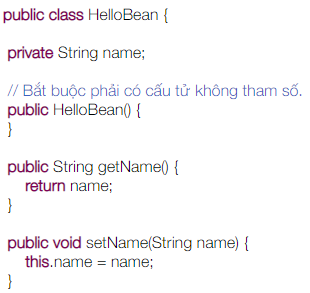 public class HelloBean {
private String name;
// Bắt buộc phải có cấu tử không tham số.
public HelloBean() {
}
public String getName() {
return name;
}
public void setName(String name) {
this.name = name;
}